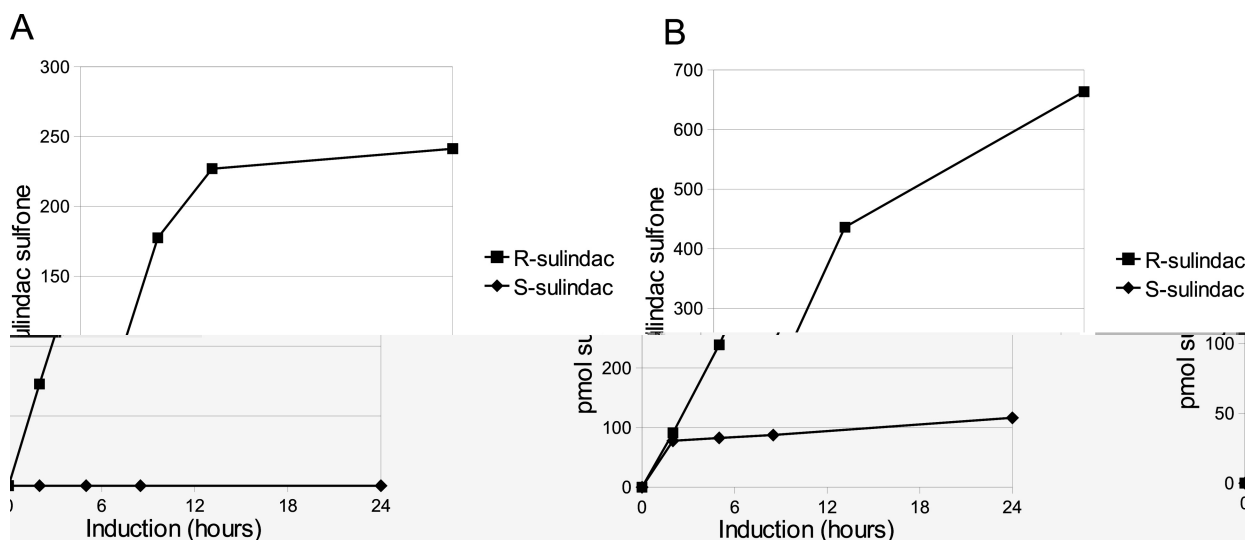 A
300
250
200
150
ulindac sulfone
R-sulindac
S-sulindac
6
12
18
24
Induction (hours)
B
700
600
500
400
300
200
100
0
ilindac sulfone
pmol su
R-sulindac
S-sulindac
0
6
12
18
24
Induction (hours)
100
50
0
pmol su